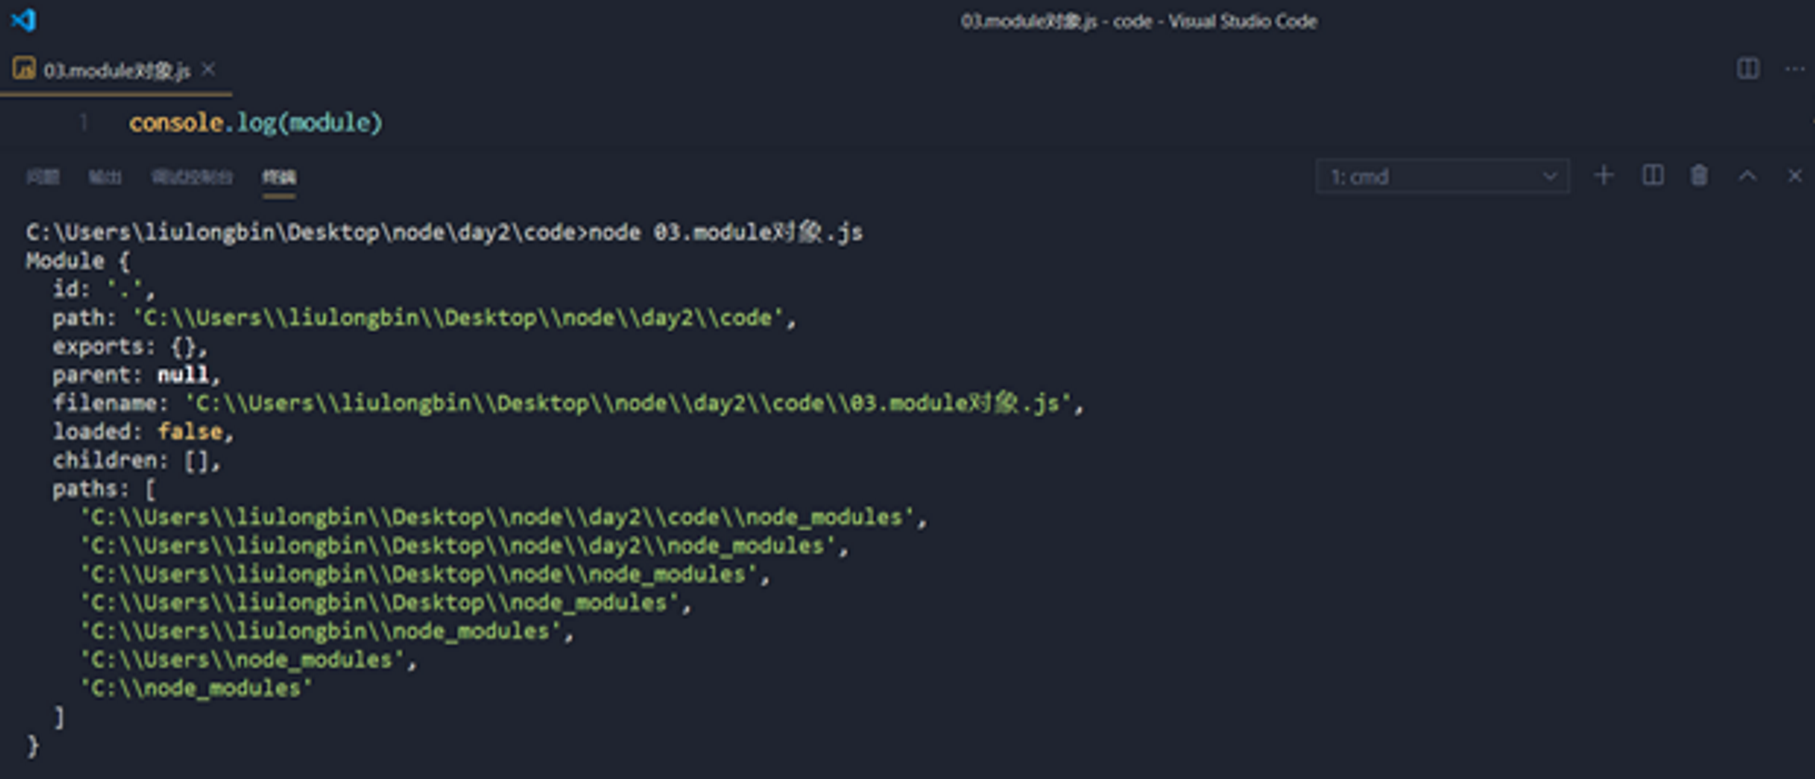 03.module对象.js - code - Visual Studio Code
03.module对象.js
1 console.log(module)
问题 输出 调试控制台 终端 1: cmd
C:\Users\liulongbin\Desktop\node\day2\code>node 03.module对象.js
Module {
  id: '.',
  path: 'C:\\Users\\liulongbin\\Desktop\\node\\day2\\code',
  exports: {},
  parent: null,
  filename: 'C:\\Users\\liulongbin\\Desktop\\node\\day2\\code\\03.module对象.js',
  loaded: false,
  children: [],
  paths: [
    'C:\\Users\\liulongbin\\Desktop\\node\\day2\\code\\node_modules',
    'C:\\Users\\liulongbin\\Desktop\\node\\day2\\node_modules',
    'C:\\Users\\liulongbin\\Desktop\\node\\node_modules',
    'C:\\Users\\liulongbin\\Desktop\\node_modules',
    'C:\\Users\\liulongbin\\node_modules',
    'C:\\Users\\node_modules',
    'C:\\node_modules'
  ]
}